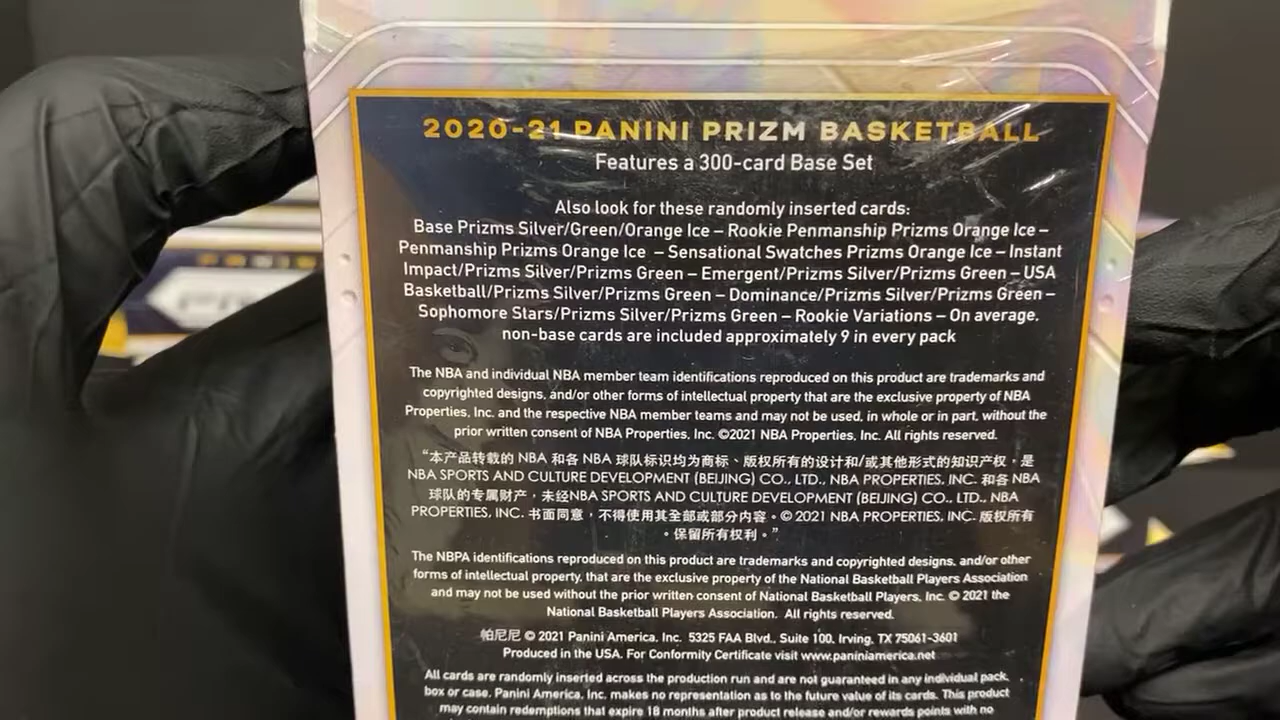 2020-21 PANINI PRIZM BASKETBALL
Features a 300-card Base Set
Also look for these randomly inserted cards:
Base Prizms Silver/Green/Orange Ice – Rookie Penmanship Prizms Orange Ice –
Penmanship Prizms Orange Ice – Sensational Swatches Prizms Orange Ice – Instant
Impact/Prizms Silver/Prizms Green – Emergent/Prizms Silver/Prizms Green – USA
Basketball/Prizms Silver/Prizms Green – Dominance/Prizms Silver/Prizms Green –
Sophomore Stars/Prizms Silver/Prizms Green – Rookie Variations – On average,
non-base cards are included approximately 9 in every pack
The NBA and individual NBA member team identifications reproduced on this product are trademarks and
copyrighted designs, and/or other forms of intellectual property that are the exclusive property of NBA
Properties, Inc. and the respective NBA member teams and may not be used, in whole or in part, without the
prior written consent of NBA Properties, Inc. ©2021 NBA Properties, Inc. All rights reserved.
“本产品转载的 NBA 和各 NBA 球队标识均为商标、版权所有的设计和/或其他形式的知识产权，是
NBA SPORTS AND CULTURE DEVELOPMENT (BEIJING) CO., LTD., NBA PROPERTIES, INC. 和各 NBA
球队的专属财产，未经NBA SPORTS AND CULTURE DEVELOPMENT (BEIJING) CO., LTD., NBA
PROPERTIES, INC. 书面同意，不得使用其全部或部分内容。© 2021 NBA PROPERTIES, INC. 版权所有
。保留所有权利。”
The NBPA identifications reproduced on this product are trademarks and copyrighted designs, and/or other
forms of intellectual property, that are the exclusive property of the National Basketball Players Association
and may not be used without the prior written consent of National Basketball Players, Inc. © 2021 the
National Basketball Players Association. All rights reserved.
帕尼尼 © 2021 Panini America, Inc. 5325 FAA Blvd., Suite 100, Irving, TX 75061-3601
Produced in the USA. For Conformity Certificate visit www.paniniamerica.net
All cards are randomly inserted across the production run and are not guaranteed in any individual pack,
box or case. Panini America, Inc. makes no representation as to the future value of its cards. This product
may contain redemptions that expire 18 months after product release and/or rewards points with no